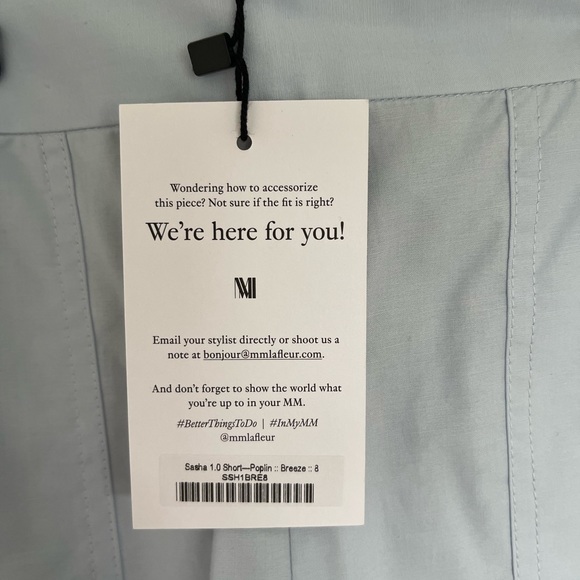 Wondering how to accessorize
this piece? Not sure if the fit is right?
We're here for you!
MM
Email your stylist directly or shoot us a
note at bonjour@mmlafleur.com.
And don't forget to show the world what
you're up to in your MM.
#BetterThingsToDo | #InMyMM
@mmlafleur
Sasha 1.0 Short—Poplin :: Breeze :: 8
SSH1BRE8